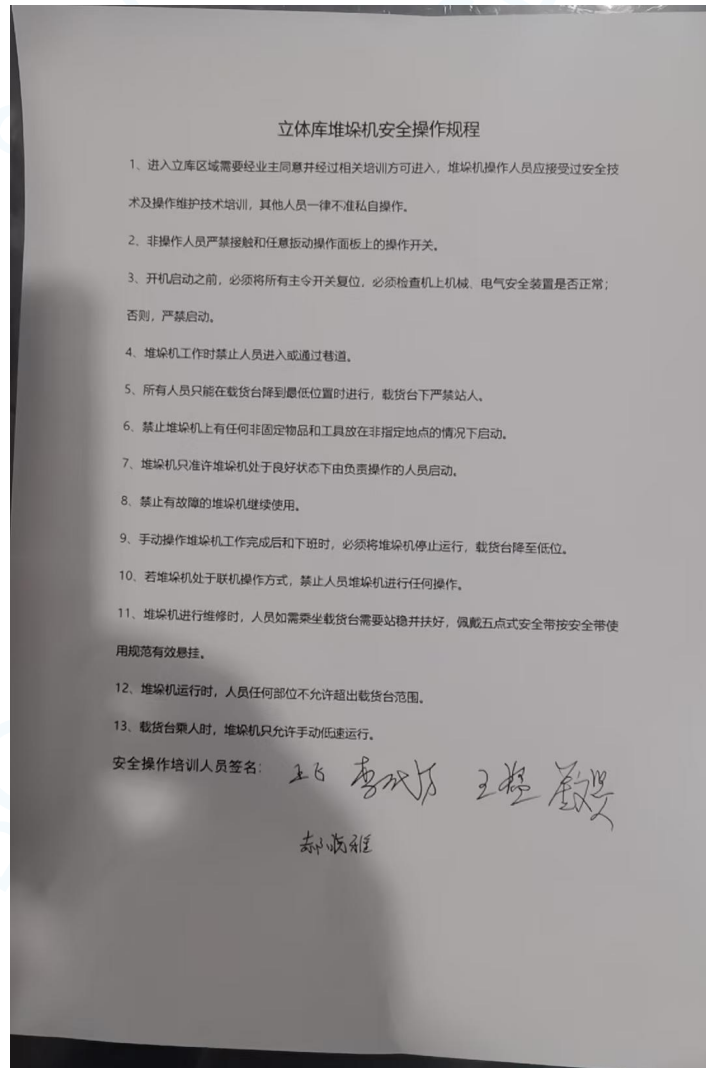 立体库堆垛机安全操作规程
1、进入立库区域需要经业主同意并经过相关培训方可进入，堆垛机操作人员应接受过安全技
术及操作维护技术培训，其他人员一律不准私自操作。
2、非操作人员严禁接触和任意扳动操作面板上的操作开关。
3、开机启动之前，必须将所有主令开关复位，必须检查机上机械、电气安全装置是否正常；
否则，严禁启动。
4、堆垛机工作时禁止人员进入或通过巷道。
5、所有人员只能在载货台降到最低位置时进行，载货台下严禁站人。
6、禁止堆垛机上有任何非固定物品和工具放在非指定地点的情况下启动。
7、堆垛机只准许堆垛机处于良好状态下由负责操作的人员启动。
8、禁止有故障的堆垛机继续使用。
9、手动操作堆垛机工作完成后和下班时，必须将堆垛机停止运行，载货台降至低位。
10、若堆垛机处于联机操作方式，禁止人员堆垛机进行任何操作。
11、堆垛机进行维修时，人员如需乘坐载货台需要站稳并扶好，佩戴五点式安全带按安全带使
用规范有效悬挂。
12、堆垛机运行时，人员任何部位不允许超出载货台范围。
13、载货台乘人时，堆垛机只允许手动低速运行。
安全操作培训人员签名： 王飞 王猛